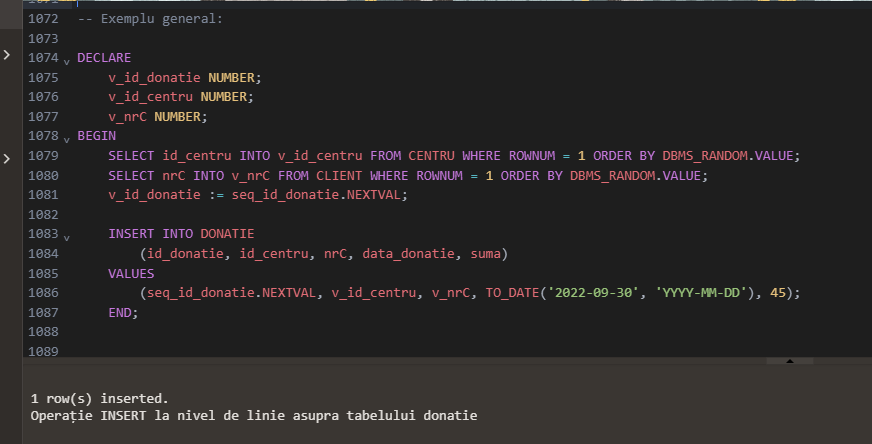 1071
1072 -- Exemplu general:
1073
1074 DECLARE
1075 v_id_donatie NUMBER;
1076 v_id_centru NUMBER;
1077 v_nrC NUMBER;
1078 BEGIN
1079 SELECT id_centru INTO v_id_centru FROM CENTRU WHERE ROWNUM = 1 ORDER BY DBMS_RANDOM.VALUE;
1080 SELECT nrC INTO v_nrC FROM CLIENT WHERE ROWNUM = 1 ORDER BY DBMS_RANDOM.VALUE;
1081 v_id_donatie := seq_id_donatie.NEXTVAL;
1082
1083 INSERT INTO DONATIE
1084 (id_donatie, id_centru, nrC, data_donatie, suma)
1085 VALUES
1086 (seq_id_donatie.NEXTVAL, v_id_centru, v_nrC, TO_DATE('2022-09-30', 'YYYY-MM-DD'), 45);
1087 END;
1088
1089
1 row(s) inserted.
Operație INSERT la nivel de linie asupra tabelului donatie